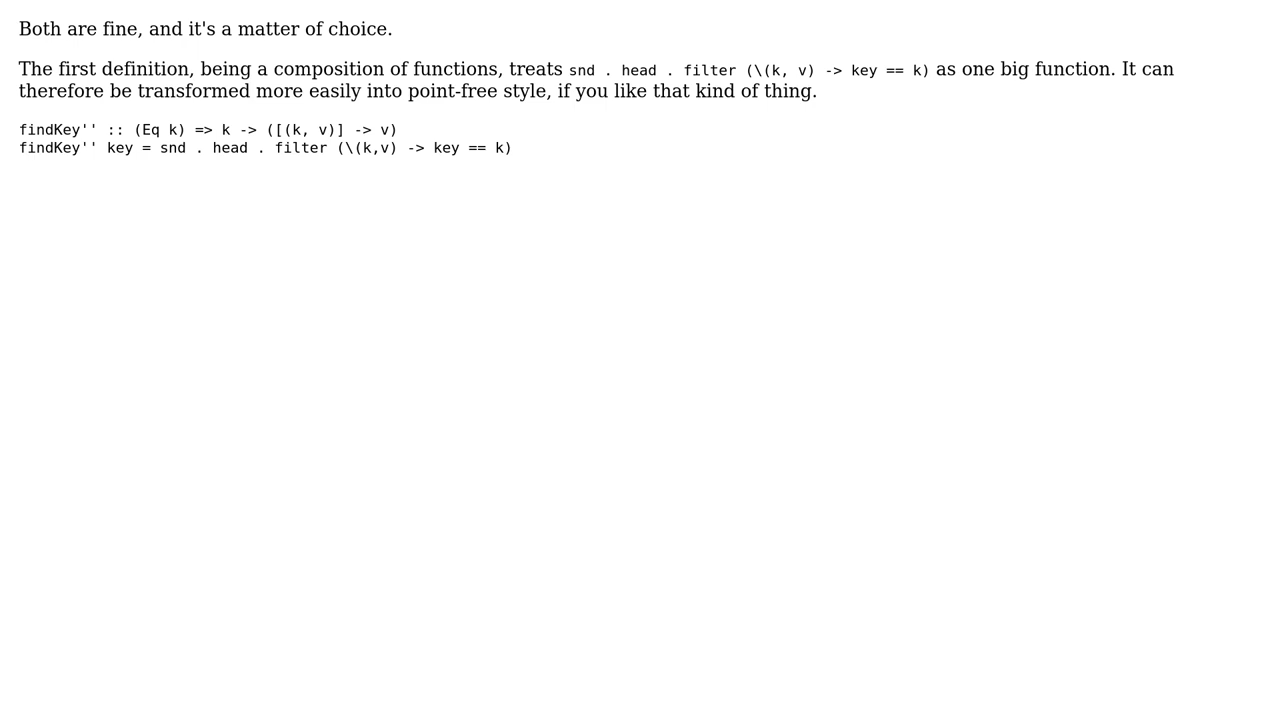 Both are fine, and it's a matter of choice.
The first definition, being a composition of functions, treats snd . head . filter (\(k, v) -> key == k) as one big function. It can
therefore be transformed more easily into point-free style, if you like that kind of thing.
findKey'' :: (Eq k) => k -> ([(k, v)] -> v)
findKey'' key = snd . head . filter (\(k,v) -> key == k)